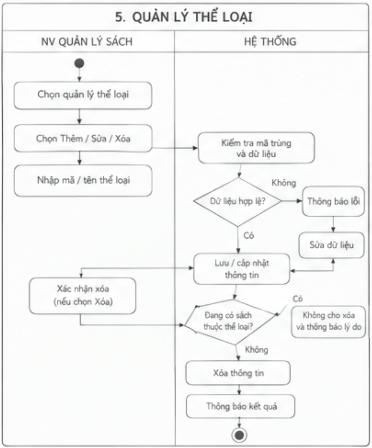 5. QUẢN LÝ THỂ LOẠI
NV QUẢN LÝ SÁCH
HỆ THỐNG
Chọn quản lý thể loại
Chọn Thêm / Sửa / Xóa
Nhập mã / tên thể loại
Kiểm tra mã trùng
và dữ liệu
Dữ liệu hợp lệ?
Không
Thông báo lỗi
Sửa dữ liệu
Có
Lưu / cập nhật
thông tin
Xác nhận xóa
(nếu chọn Xóa)
Đang có sách
thuộc thể loại?
Có
Không cho xóa
và thông báo lý do
Không
Xóa thông tin
Thông báo kết quả